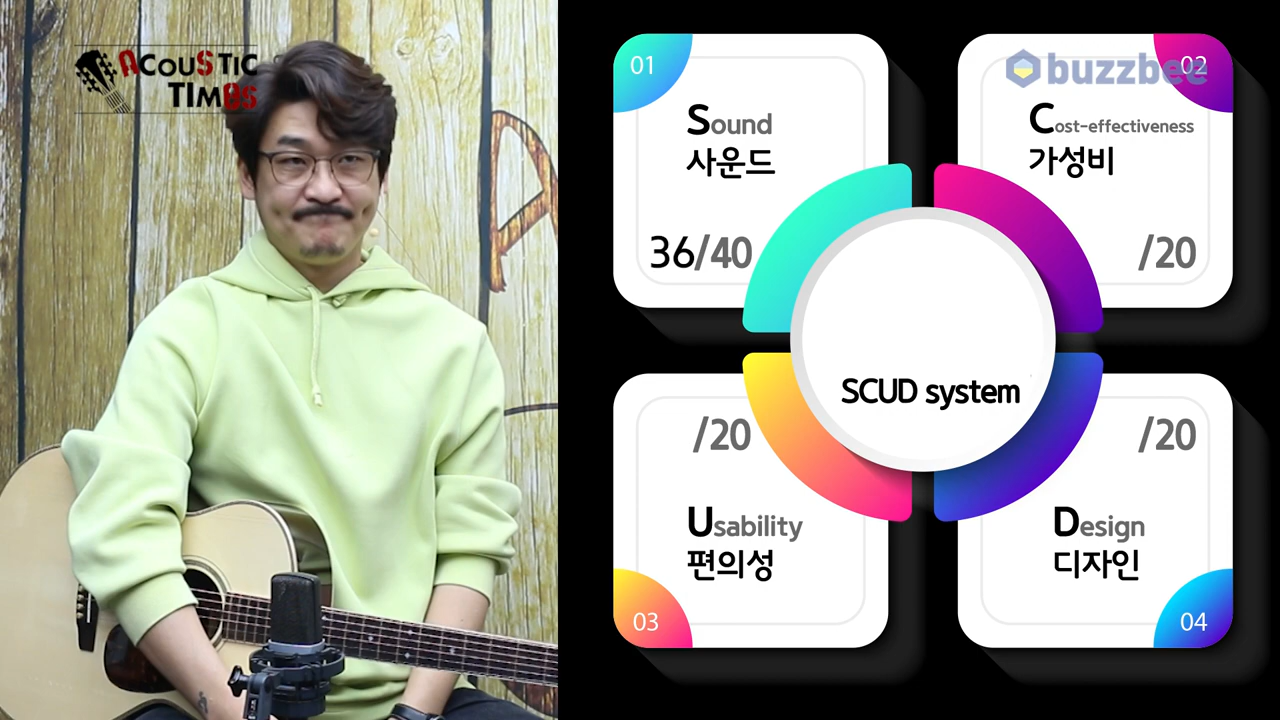 ACOUSTIC
TIMES
01
Sound
사운드
36/40
buzzbee
02
Cost-effectiveness
가성비
/20
SCUD system
/20
Usability
편의성
03
/20
Design
디자인
04
A